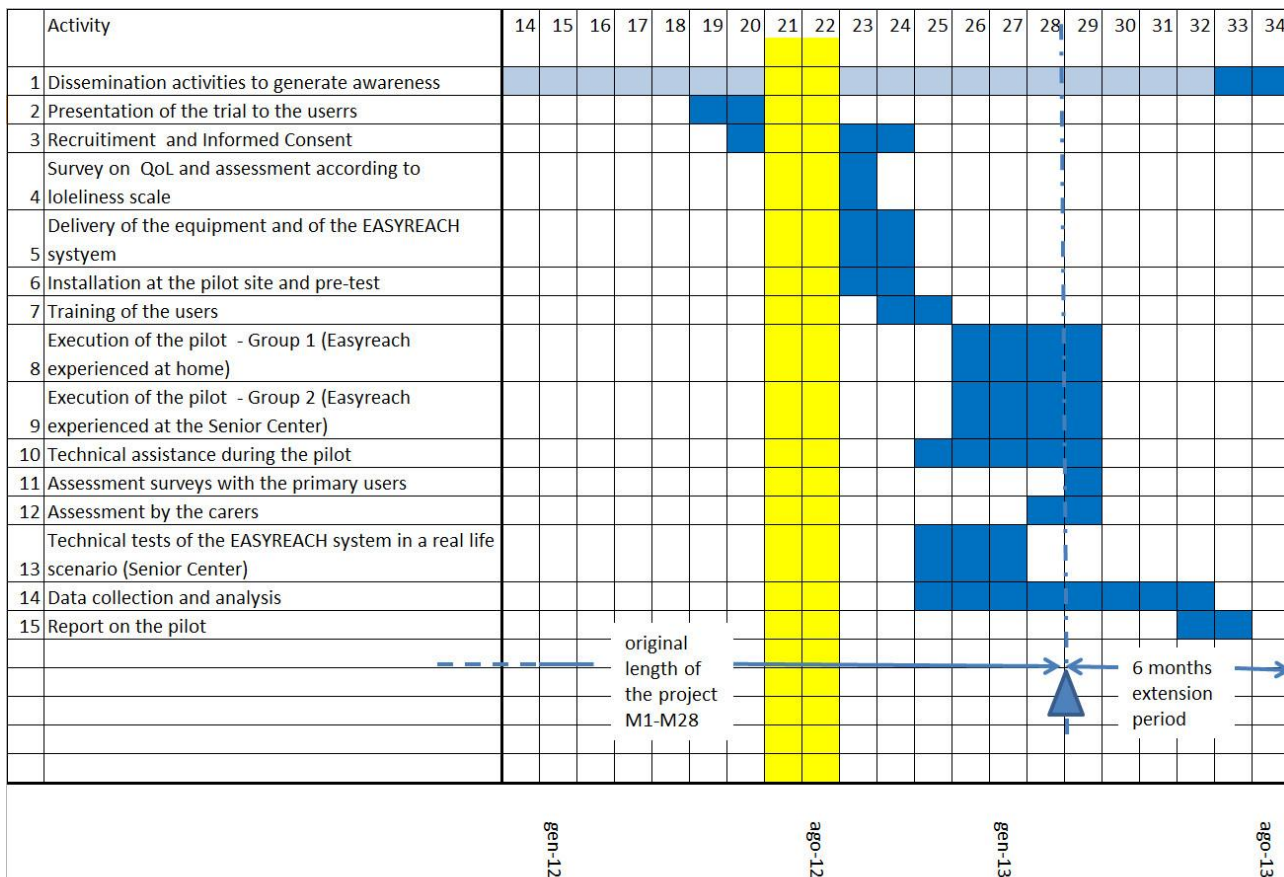 Activity 14 15 16 17 18 19 20 21 22 23 24 25 26 27 28 29 30 31 32 33 34
1 Dissemination activities to generate awareness
2 Presentation of the trial to the userrs
3 Recruitiment and Informed Consent
Survey on QoL and assessment according to
4 loleliness scale
Delivery of the equipment and of the EASYREACH
5 systyem
6 Installation at the pilot site and pre-test
7 Training of the users
Execution of the pilot - Group 1 (Easyreach
8 experienced at home)
Execution of the pilot - Group 2 (Easyreach
9 experienced at the Senior Center)
10 Technical assistance during the pilot
11 Assessment surveys with the primary users
12 Assessment by the carers
Technical tests of the EASYREACH system in a real life
13 scenario (Senior Center)
14 Data collection and analysis
15 Report on the pilot
original
length of
the project
M1-M28
6 months
extension
period
gen-12
ago-12
gen-13
ago-13